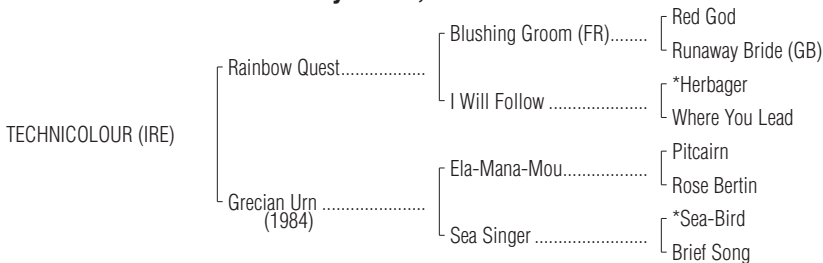 Red God
Blushing Groom (FR)........
Runaway Bride (GB)
Rainbow Quest..................
*Herbager
I Will Follow .....................
Where You Lead
TECHNICOLOUR (IRE)
Pitcairn
Ela-Mana-Mou..................
Rose Bertin
Grecian Urn ......................
(1984)
*Sea-Bird
Sea Singer ........................
Brief Song